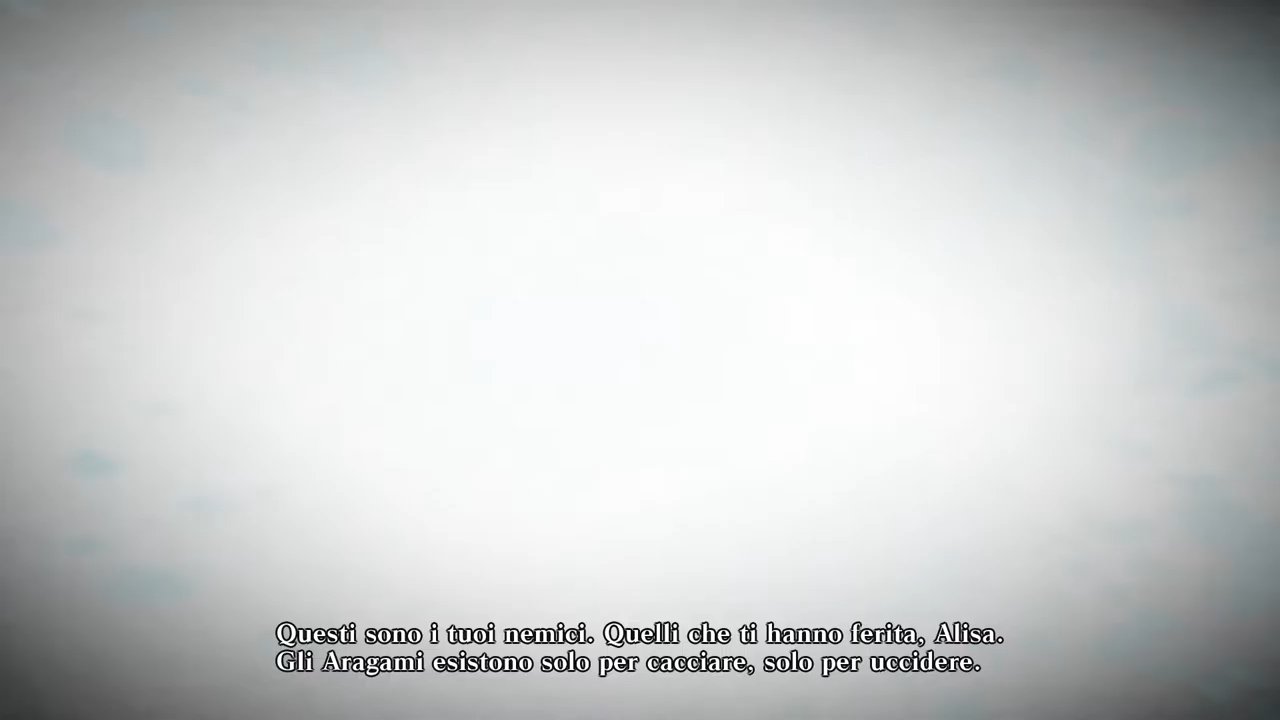 Questi sono i tuoi nemici. Quelli che ti hanno ferita, Alisa.
Gli Aragami esistono solo per cacciare, solo per uccidere.